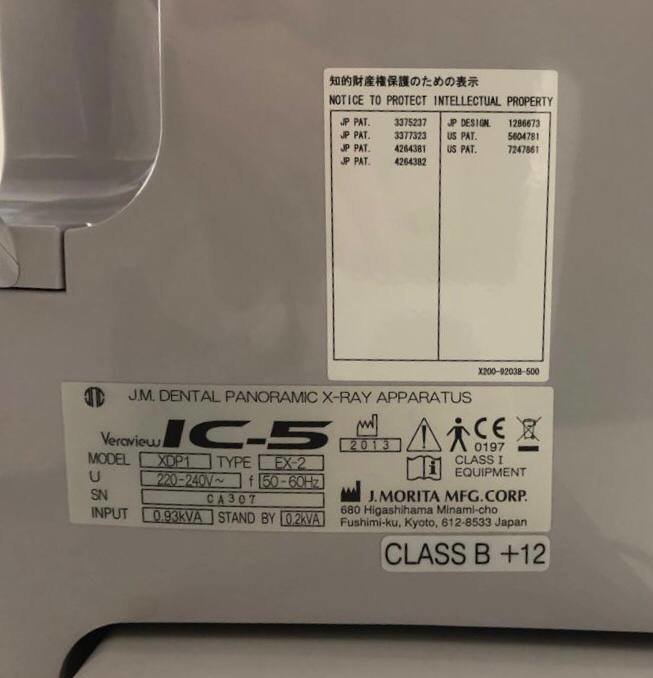 知的財産権保護のための表示
NOTICE TO PROTECT INTELLECTUAL PROPERTY
JP PAT. 3375237 JP DESIGN. 1286673
JP PAT. 3377323 US PAT. 5604781
JP PAT. 4264381 US PAT. 7247861
JP PAT. 4264382
X200-92038-500
J.M. DENTAL PANORAMIC X-RAY APPARATUS
Veraview IC-5
2013
CE
0197
MODEL XDP1 TYPE EX-2
CLASS I
EQUIPMENT
U 220-240V~ f 50-60Hz
SN CA307
INPUT 0.93kVA STAND BY 0.2kVA
J.MORITA MFG.CORP.
680 Higashihama Minami-cho
Fushimi-ku, Kyoto, 612-8533 Japan
CLASS B +12